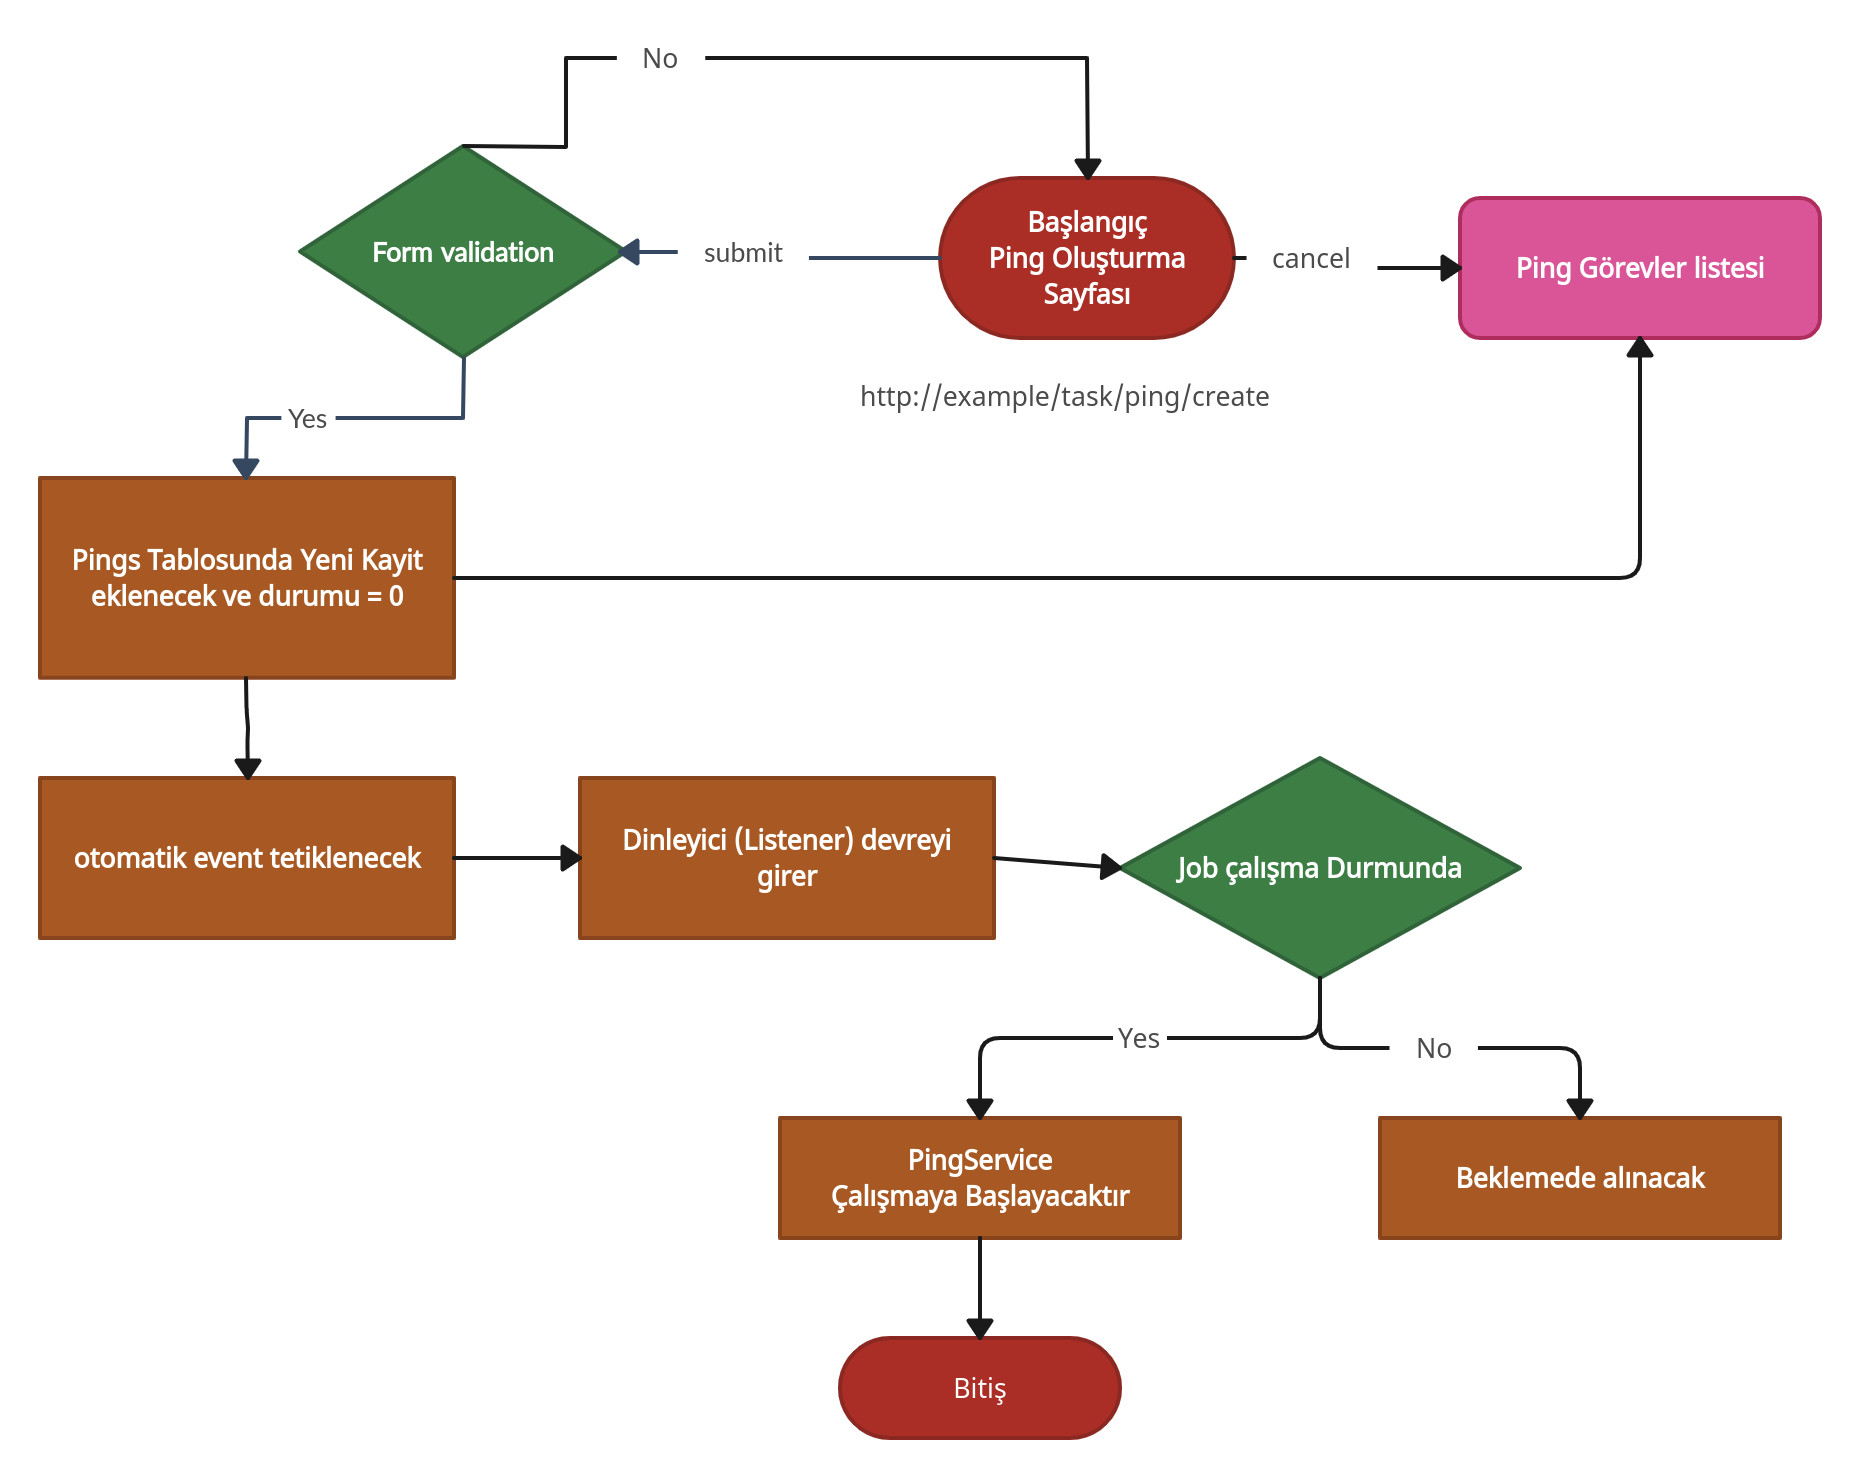 No
Form validation
submit
Başlangıç
Ping Oluşturma
Sayfası
cancel
Ping Görevler listesi
http://example/task/ping/create
Yes
Pings Tablosunda Yeni Kayit
eklenecek ve durumu = 0
otomatik event tetiklenecek
Dinleyici (Listener) devreyi
girer
Job çalışma Durmunda
Yes
No
PingService
Çalışmaya Başlayacaktır
Beklemede alınacak
Bitiş